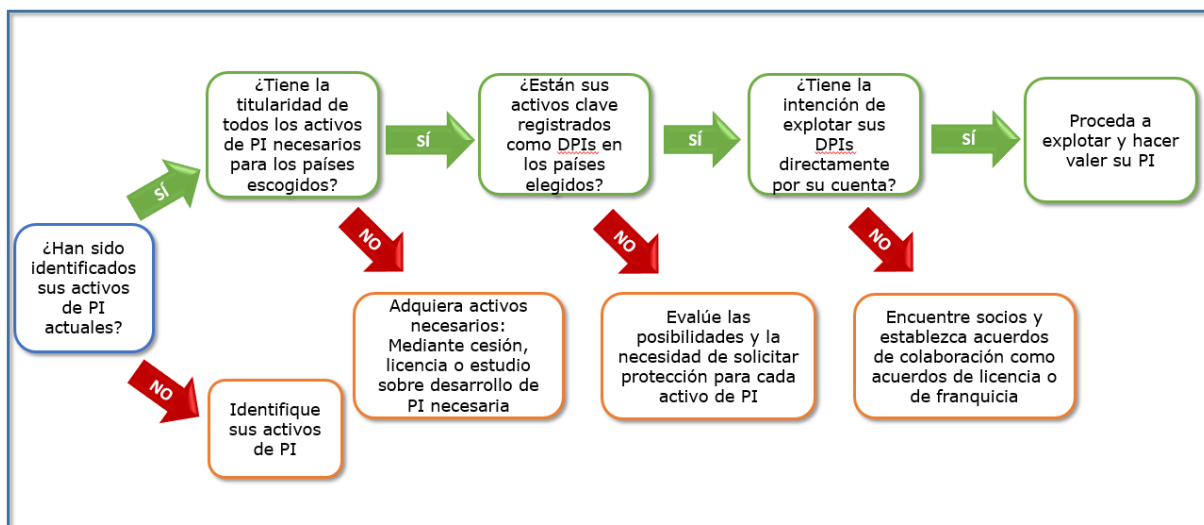 ¿Han sido
identificados
sus activos
de PI
actuales?
SÍ
¿Tiene la
titularidad de
todos los activos
de PI necesarios
para los países
escogidos?
SÍ
¿Están sus
activos clave
registrados
como DPIs en
los países
elegidos?
SÍ
¿Tiene la
intención de
explotar sus
DPIs
directamente
por su cuenta?
SÍ
Proceda a
explotar y hacer
valer su PI
NO
Identifique
sus activos
de PI
NO
Adquiera activos
necesarios:
Mediante cesión,
licencia o estudio
sobre desarrollo de
PI necesaria
NO
Evalúe las
posibilidades y la
necesidad de solicitar
protección para cada
activo de PI
NO
Encuentre socios y
establezca acuerdos
de colaboración como
acuerdos de licencia o
de franquicia